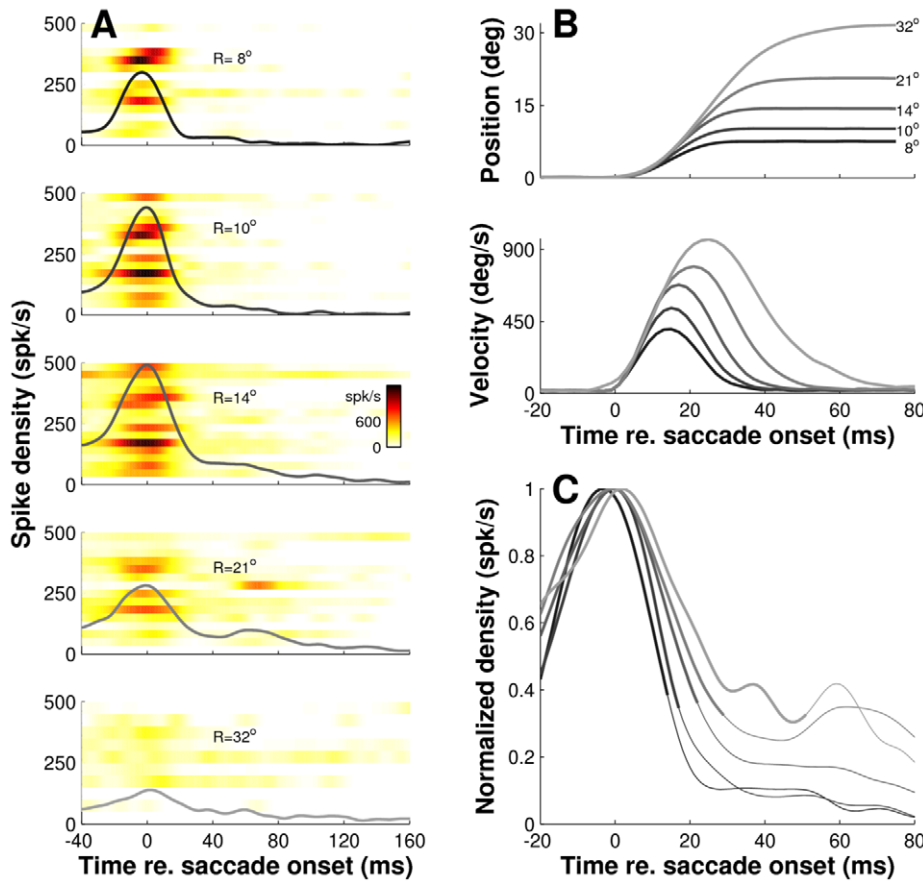 A
Spike density (spk/s)
500
250
0
R= 8°
500
250
0
R=10°
500
250
0
R=14°
spk/s
600
0
500
250
0
R=21°
500
250
0
R=32°
-40 0 40 80 120 160
Time re. saccade onset (ms)
B
Position (deg)
30
15
0
32°
21°
14°
10°
8°
Velocity (deg/s)
900
450
0
-20 0 20 40 60 80
Time re. saccade onset (ms)
C
Normalized density (spk/s)
1
0.8
0.6
0.4
0.2
0
-20 0 20 40 60 80
Time re. saccade onset (ms)